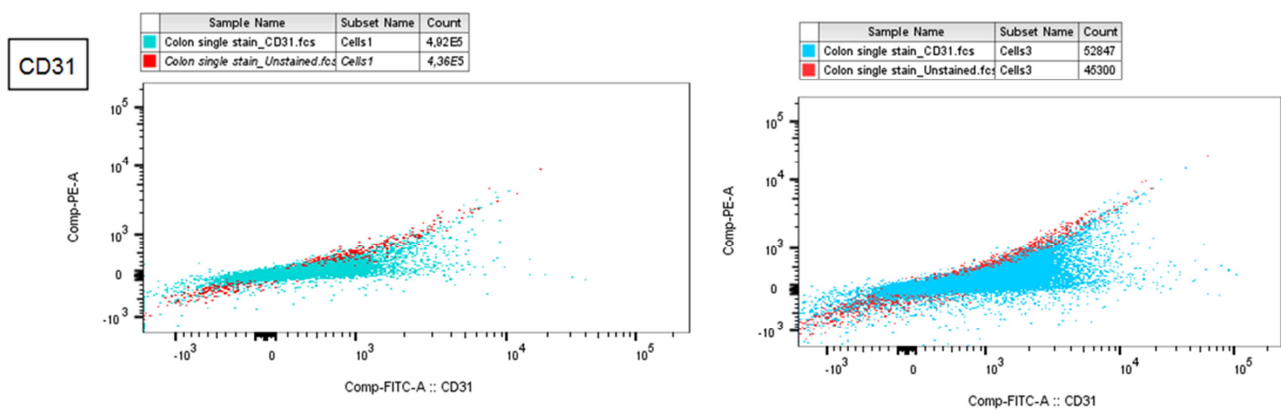 CD31
Sample Name Subset Name Count
Colon single stain_CD31.fcs Cells1 4,92E5
Colon single stain_Unstained.fcs Cells1 4,36E5
10^5
10^4
10^3
0
-10^3
Comp-PE-A
-10^3 0 10^3 10^4 10^5
Comp-FITC-A :: CD31
Sample Name Subset Name Count
Colon single stain_CD31.fcs Cells3 52847
Colon single stain_Unstained.fcs Cells3 45300
10^5
10^4
10^3
0
-10^3
Comp-PE-A
-10^3 0 10^3 10^4 10^5
Comp-FITC-A :: CD31